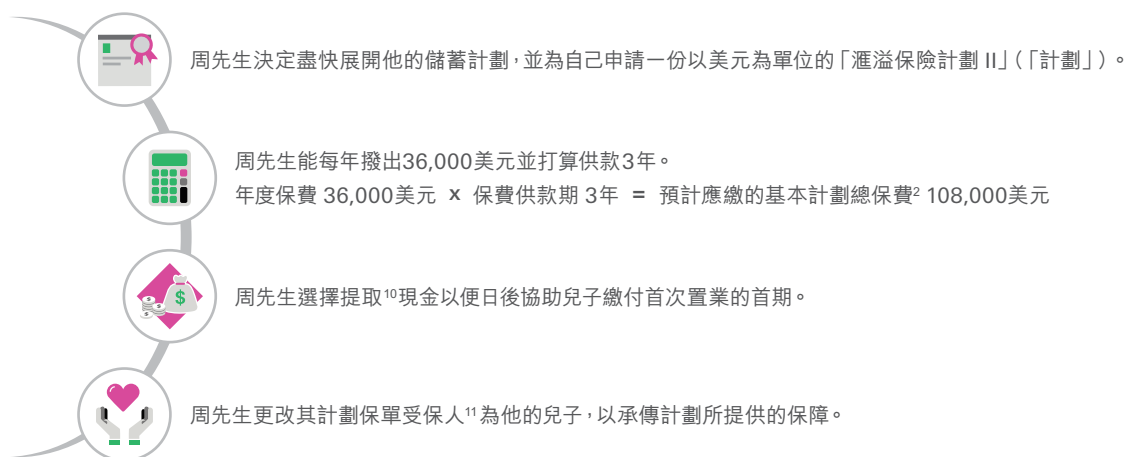 周先生決定盡快展開他的儲蓄計劃，並為自己申請一份以美元為單位的「滙溢保險計劃 II」（「計劃」）。
周先生能每年撥出36,000美元並打算供款3年。
年度保費 36,000美元 x 保費供款期 3年 = 預計應繳的基本計劃總保費² 108,000美元
$ $ $ $
周先生選擇提取¹⁰現金以便日後協助兒子繳付首次置業的首期。
周先生更改其計劃保單受保人¹¹ 為他的兒子，以承傳計劃所提供的保障。